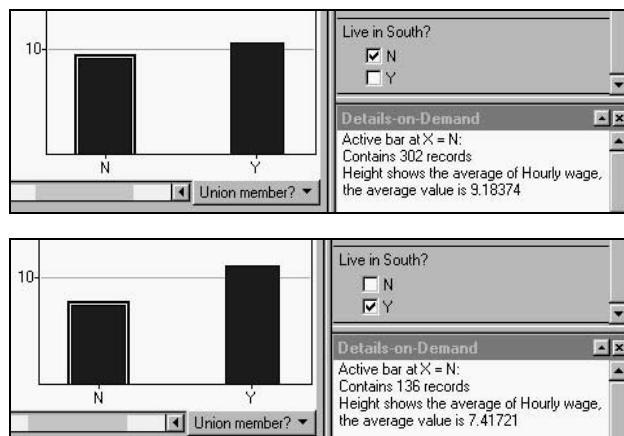 10
N Y
Union member?
Live in South?
N
Y
Details-on-Demand
Active bar at X = N:
Contains 302 records
Height shows the average of Hourly wage,
the average value is 9.18374
10
N Y
Union member?
Live in South?
N
Y
Details-on-Demand
Active bar at X = N:
Contains 136 records
Height shows the average of Hourly wage,
the average value is 7.41721